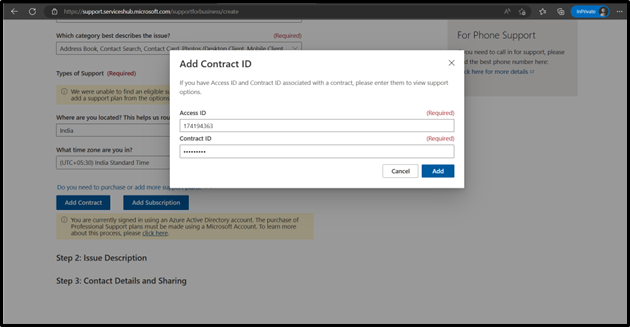 https://support.serviceshub.microsoft.com/supportforbusiness/create
InPrivate
Which category best describes the issue?
(Required)
Address Book, Contact Search, Contact Card, Photos (Desktop Client, Mobile Client
Types of Support (Required)
We were unable to find an eligible su
add a support plan from the options
Where are you located? This helps us rou
India
What time zone are you in?
(UTC+05:30) India Standard Time
Do you need to purchase or add more support plans?
Add Contract
Add Subscription
You are currently signed in using an Azure Active Directory account. The purchase of
Professional Support plans must be made using a Microsoft Account. To learn more
about this process, please click here.
Step 2: Issue Description
Step 3: Contact Details and Sharing
Add Contract ID
If you have Access ID and Contract ID associated with a contract, please enter them to view support
options.
Access ID
(Required)
174194363
Contract ID
(Required)
•••••••••
Cancel
Add
For Phone Support
ou need to call in for support, please
d the best phone number here:
ck here for more details